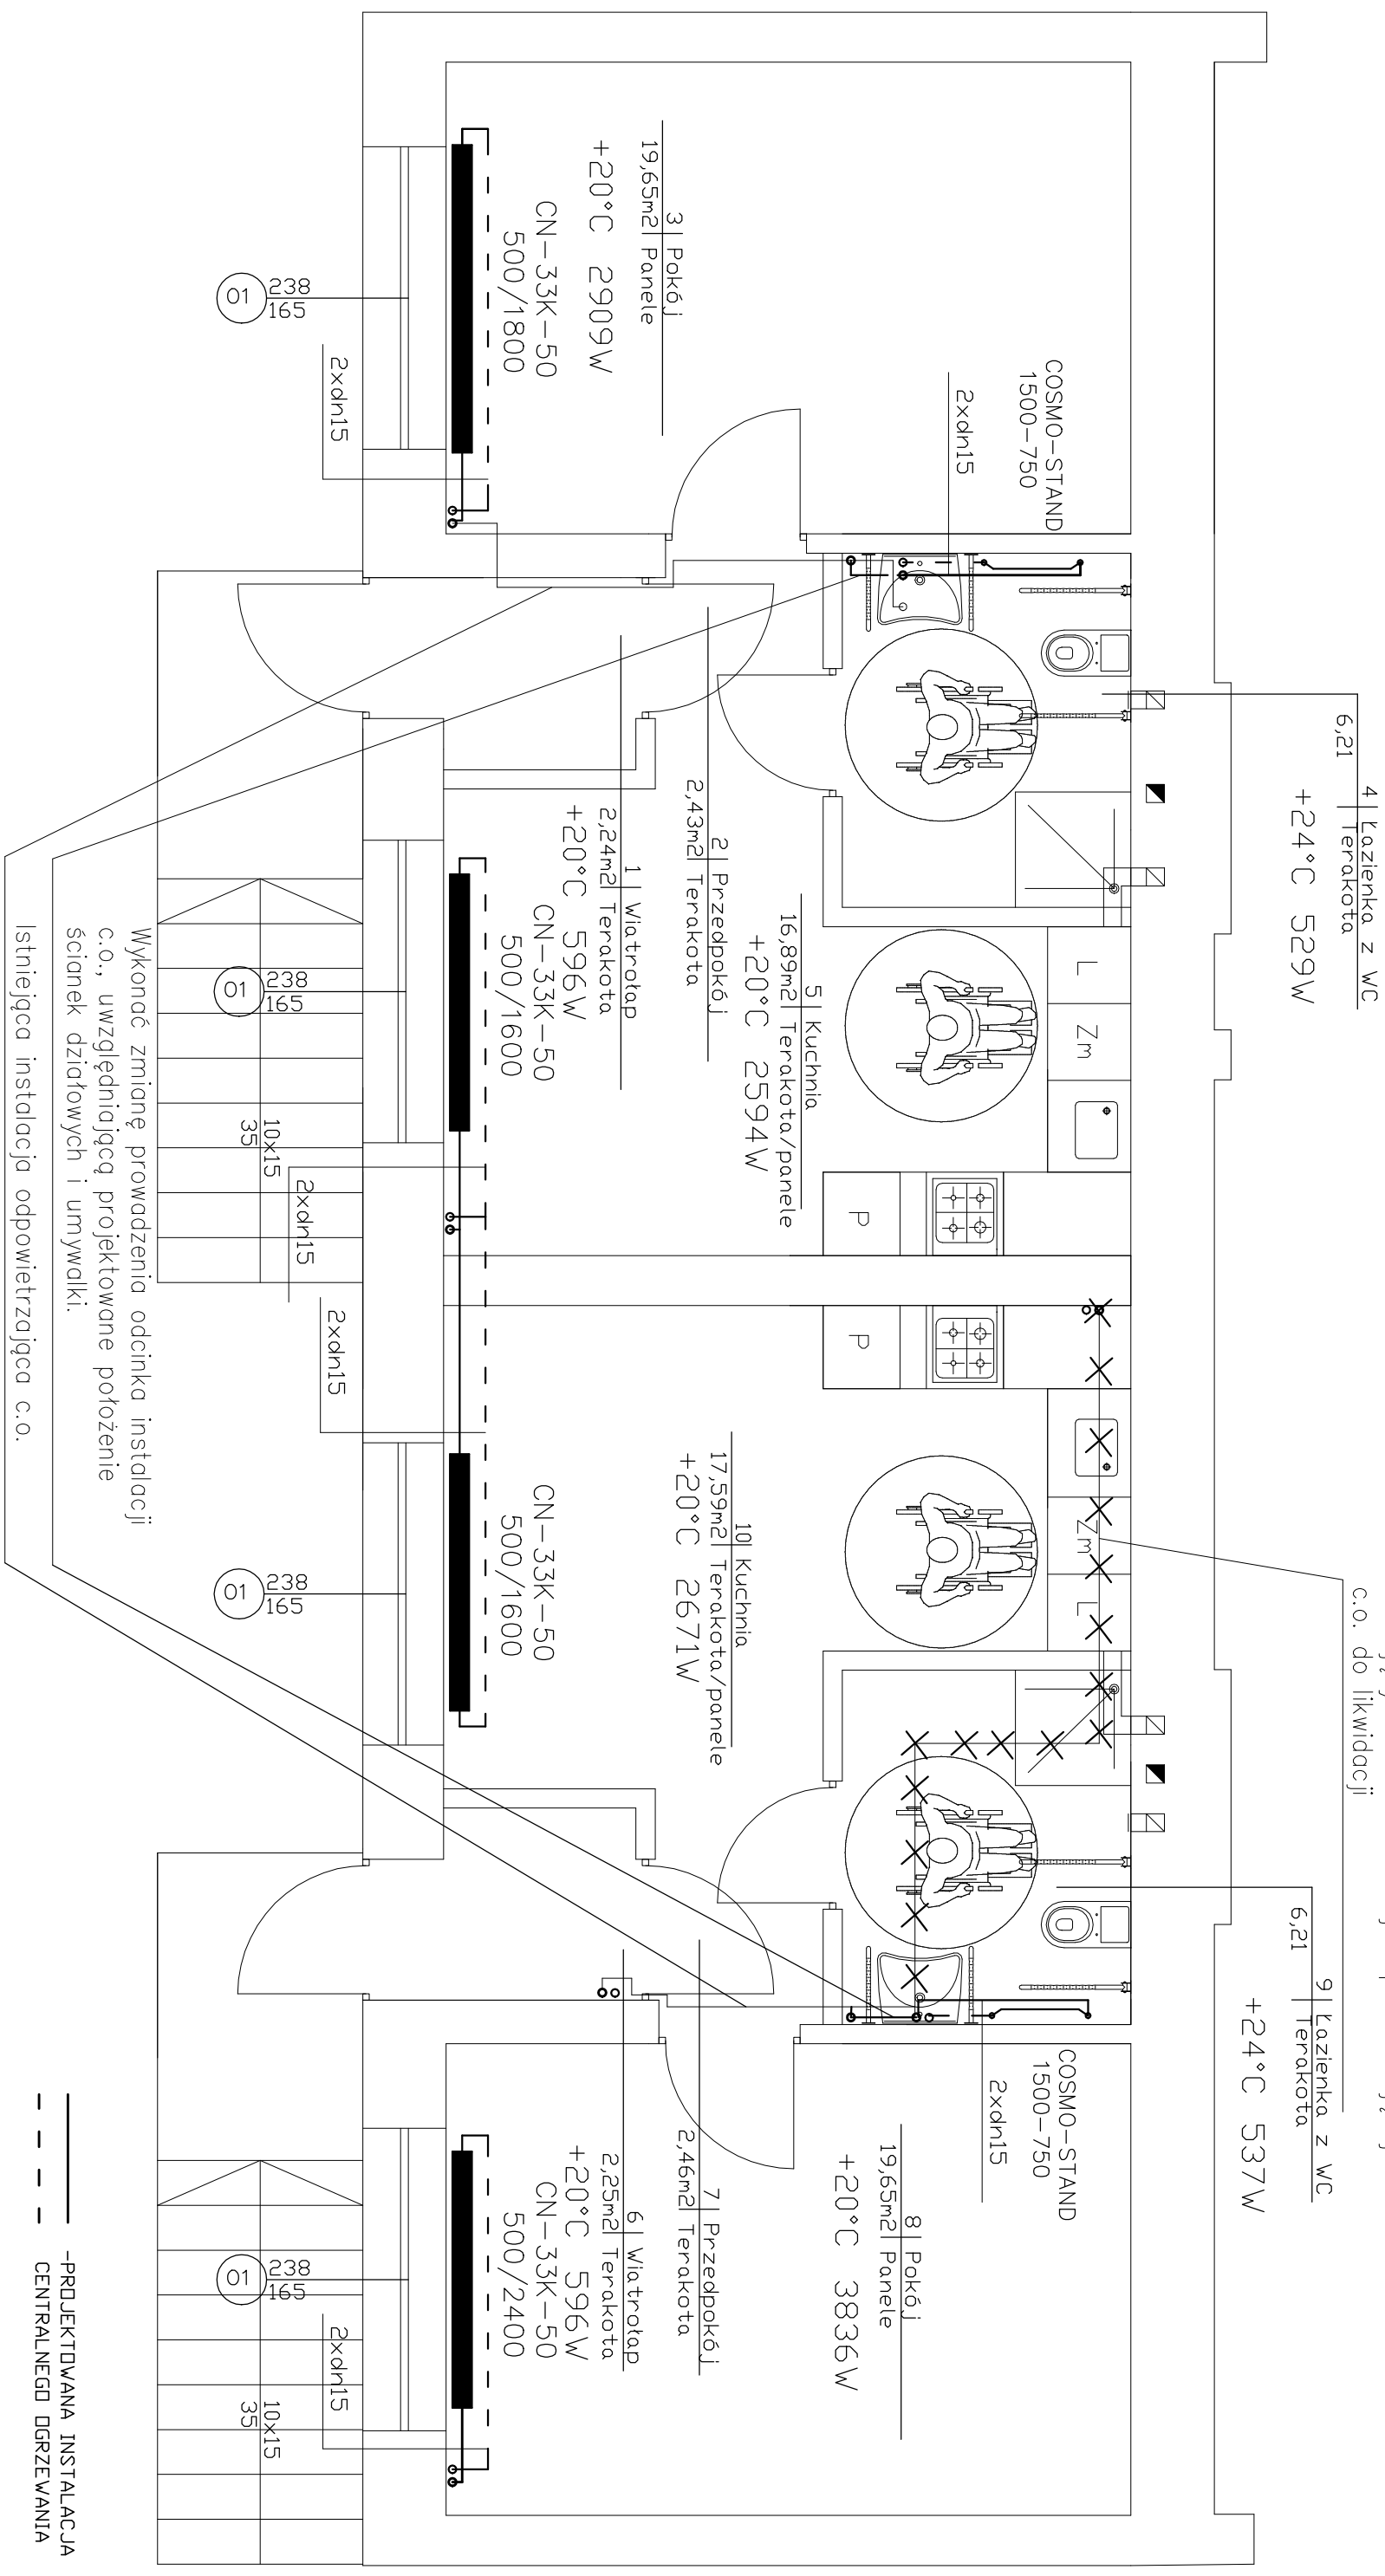 4 | Łazienka z WC
6,21 | Terakota
+24°C 529W
c.o. do likwidacji
9 | Łazienka z WC
6,21 | Terakota
+24°C 537W
COSMO-STAND
1500-750
2xdn15
3 | Pokój
19,65m2 | Panele
+20°C 2909W
CN-33K-50
500/1800
2xdn15
01
238
165
L
Zm
P
5 | Kuchnia
16,89m2 | Terakota/panele
+20°C 2594W
2 | Przedpokój
2,43m2 | Terakota
1 | Wiatrołap
2,24m2 | Terakota
+20°C 596W
CN-33K-50
500/1600
01
238
165
10x15
35
2xdn15
P
Zm
L
10 | Kuchnia
17,59m2 | Terakota/panele
+20°C 2671W
CN-33K-50
500/1600
2xdn15
01
238
165
COSMO-STAND
1500-750
2xdn15
8 | Pokój
19,65m2 | Panele
+20°C 3836W
7 | Przedpokój
2,46m2 | Terakota
6 | Wiatrołap
2,25m2 | Terakota
+20°C 596W
CN-33K-50
500/2400
01
238
165
2xdn15
10x15
35
Wykonać zmianę prowadzenia odcinka instalacji
c.o., uwzględniającą projektowane położenie
ścianek działowych i umywalki.
Istniejąca instalacja odpowietrzająca c.o.
-PROJEKTOWANA INSTALACJA
CENTRALNEGO OGRZEWANIA